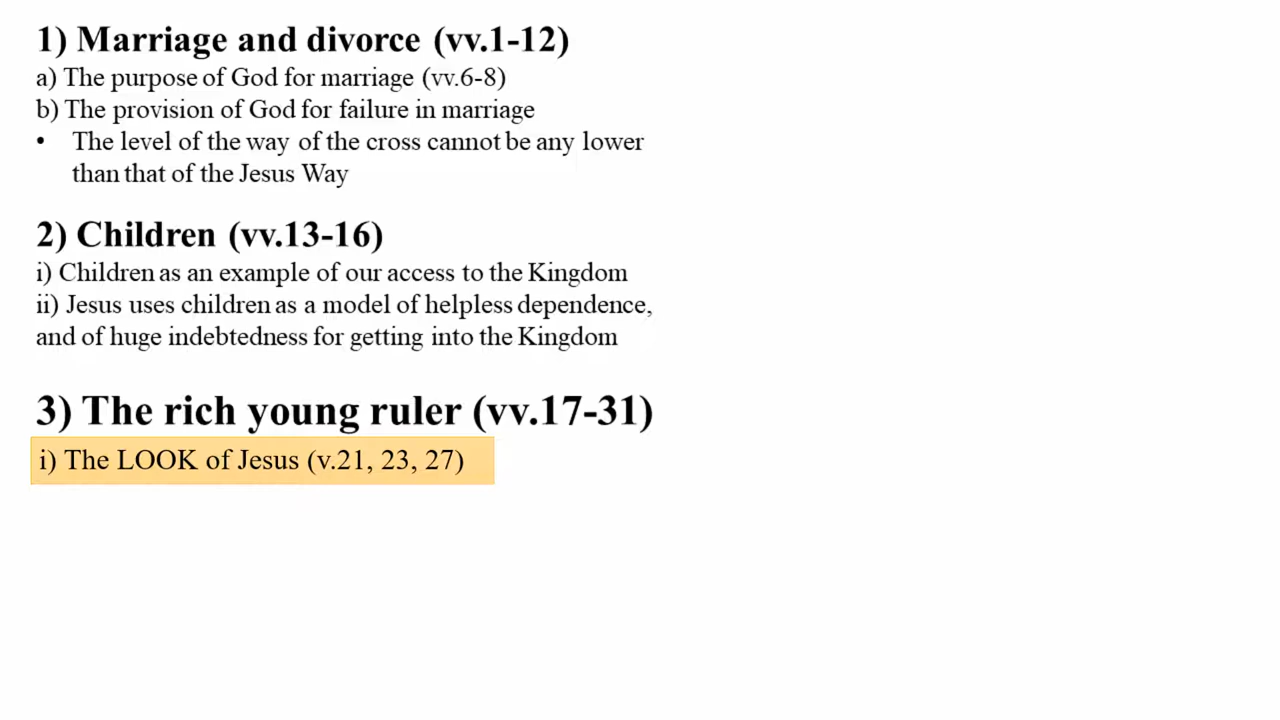 1) Marriage and divorce (vv.1-12)
a) The purpose of God for marriage (vv.6-8)
b) The provision of God for failure in marriage
• The level of the way of the cross cannot be any lower
than that of the Jesus Way
2) Children (vv.13-16)
i) Children as an example of our access to the Kingdom
ii) Jesus uses children as a model of helpless dependence,
and of huge indebtedness for getting into the Kingdom
3) The rich young ruler (vv.17-31)
i) The LOOK of Jesus (v.21, 23, 27)